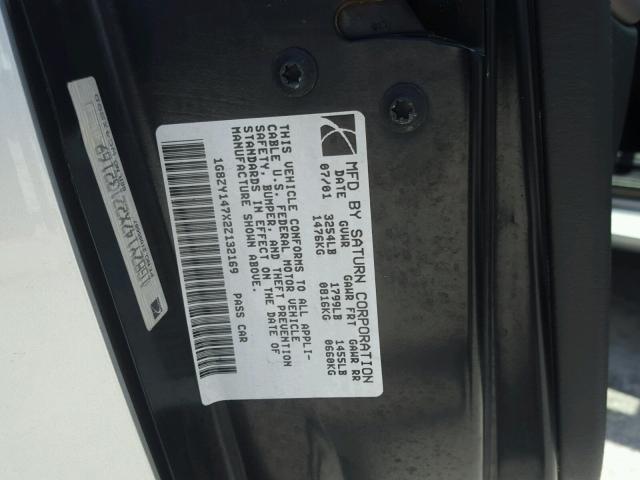 MFD BY SATURN CORPORATION
DATE GVWR GAWR FRT GAWR RR
07/01 3254LB 1799LB 1455LB
1476KG 0816KG 0660KG
THIS VEHICLE CONFORMS TO ALL APPLI-
CABLE U.S. FEDERAL MOTOR VEHICLE
SAFETY, BUMPER, AND THEFT PREVENTION
STANDARDS IN EFFECT ON THE DATE OF
MANUFACTURE SHOWN ABOVE.
1G8ZY147X2Z132169 PASS CAR
1G8ZY147X2Z132169